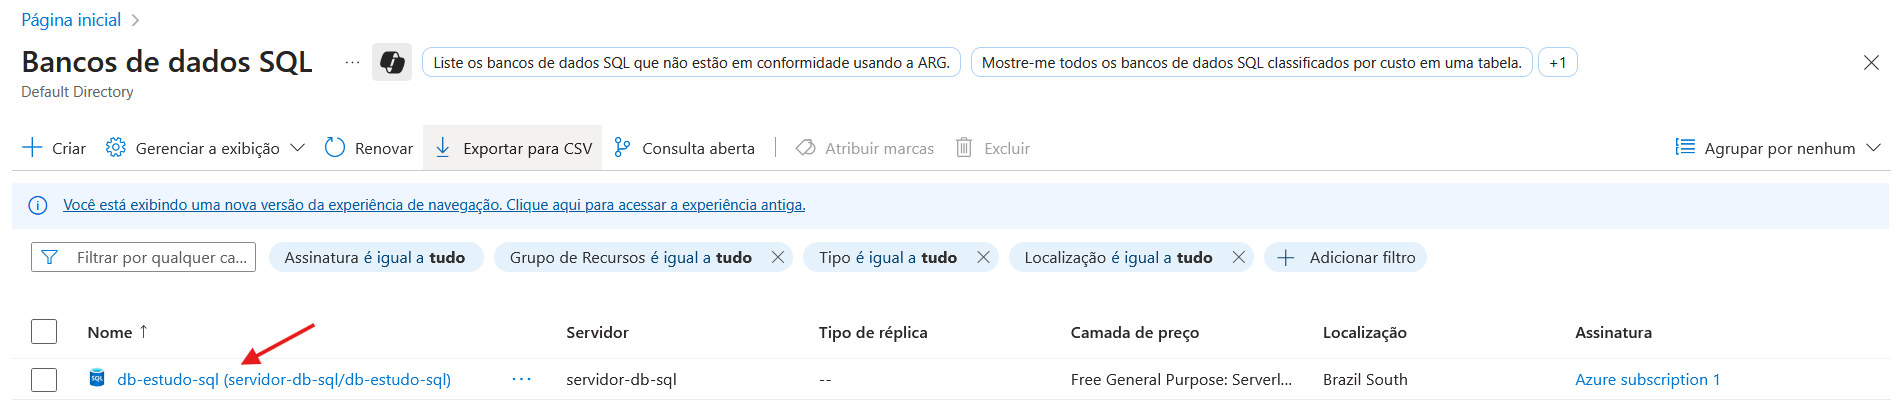 Página inicial
Bancos de dados SQL ...
Liste os bancos de dados SQL que não estão em conformidade usando a ARG.
Mostre-me todos os bancos de dados SQL classificados por custo em uma tabela.
+1
Default Directory
Criar Gerenciar a exibição Renovar Exportar para CSV Consulta aberta Atribuir marcas Excluir Agrupar por nenhum
Você está exibindo uma nova versão da experiência de navegação. Clique aqui para acessar a experiência antiga.
Filtrar por qualquer ca... Assinatura é igual a tudo Grupo de Recursos é igual a tudo Tipo é igual a tudo Localização é igual a tudo Adicionar filtro
Nome ↑ Servidor Tipo de réplica Camada de preço Localização Assinatura
SQL db-estudo-sql (servidor-db-sql/db-estudo-sql) ... servidor-db-sql -- Free General Purpose: Serverl... Brazil South Azure subscription 1